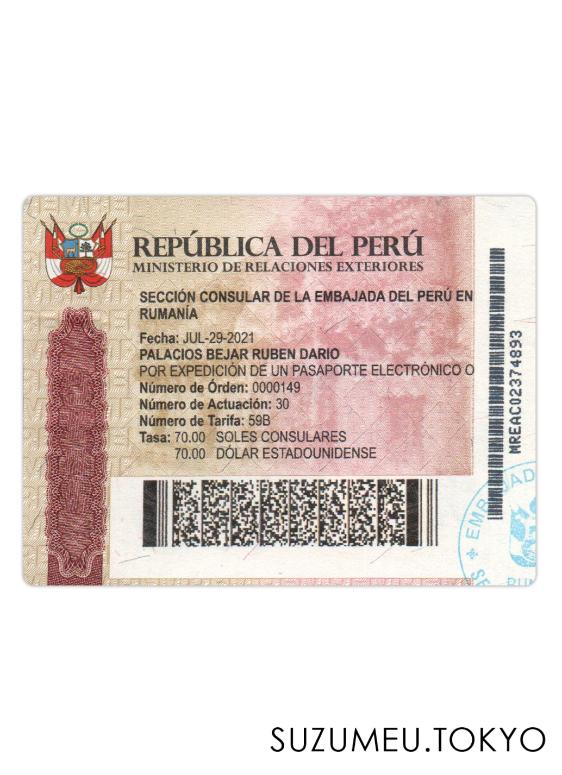 REPÚBLICA DEL PERÚ
MINISTERIO DE RELACIONES EXTERIORES
SECCIÓN CONSULAR DE LA EMBAJADA DEL PERÚ EN
RUMANÍA
Fecha: JUL-29-2021
PALACIOS BEJAR RUBEN DARIO
POR EXPEDICIÓN DE UN PASAPORTE ELECTRÓNICO O
Número de Órden: 0000149
Número de Actuación: 30
Número de Tarifa: 59B
Tasa: 70.00 SOLES CONSULARES
70.00 DÓLAR ESTADOUNIDENSE
MREAC02374893
EMBAJAD
SUZUMEU.TOKYO